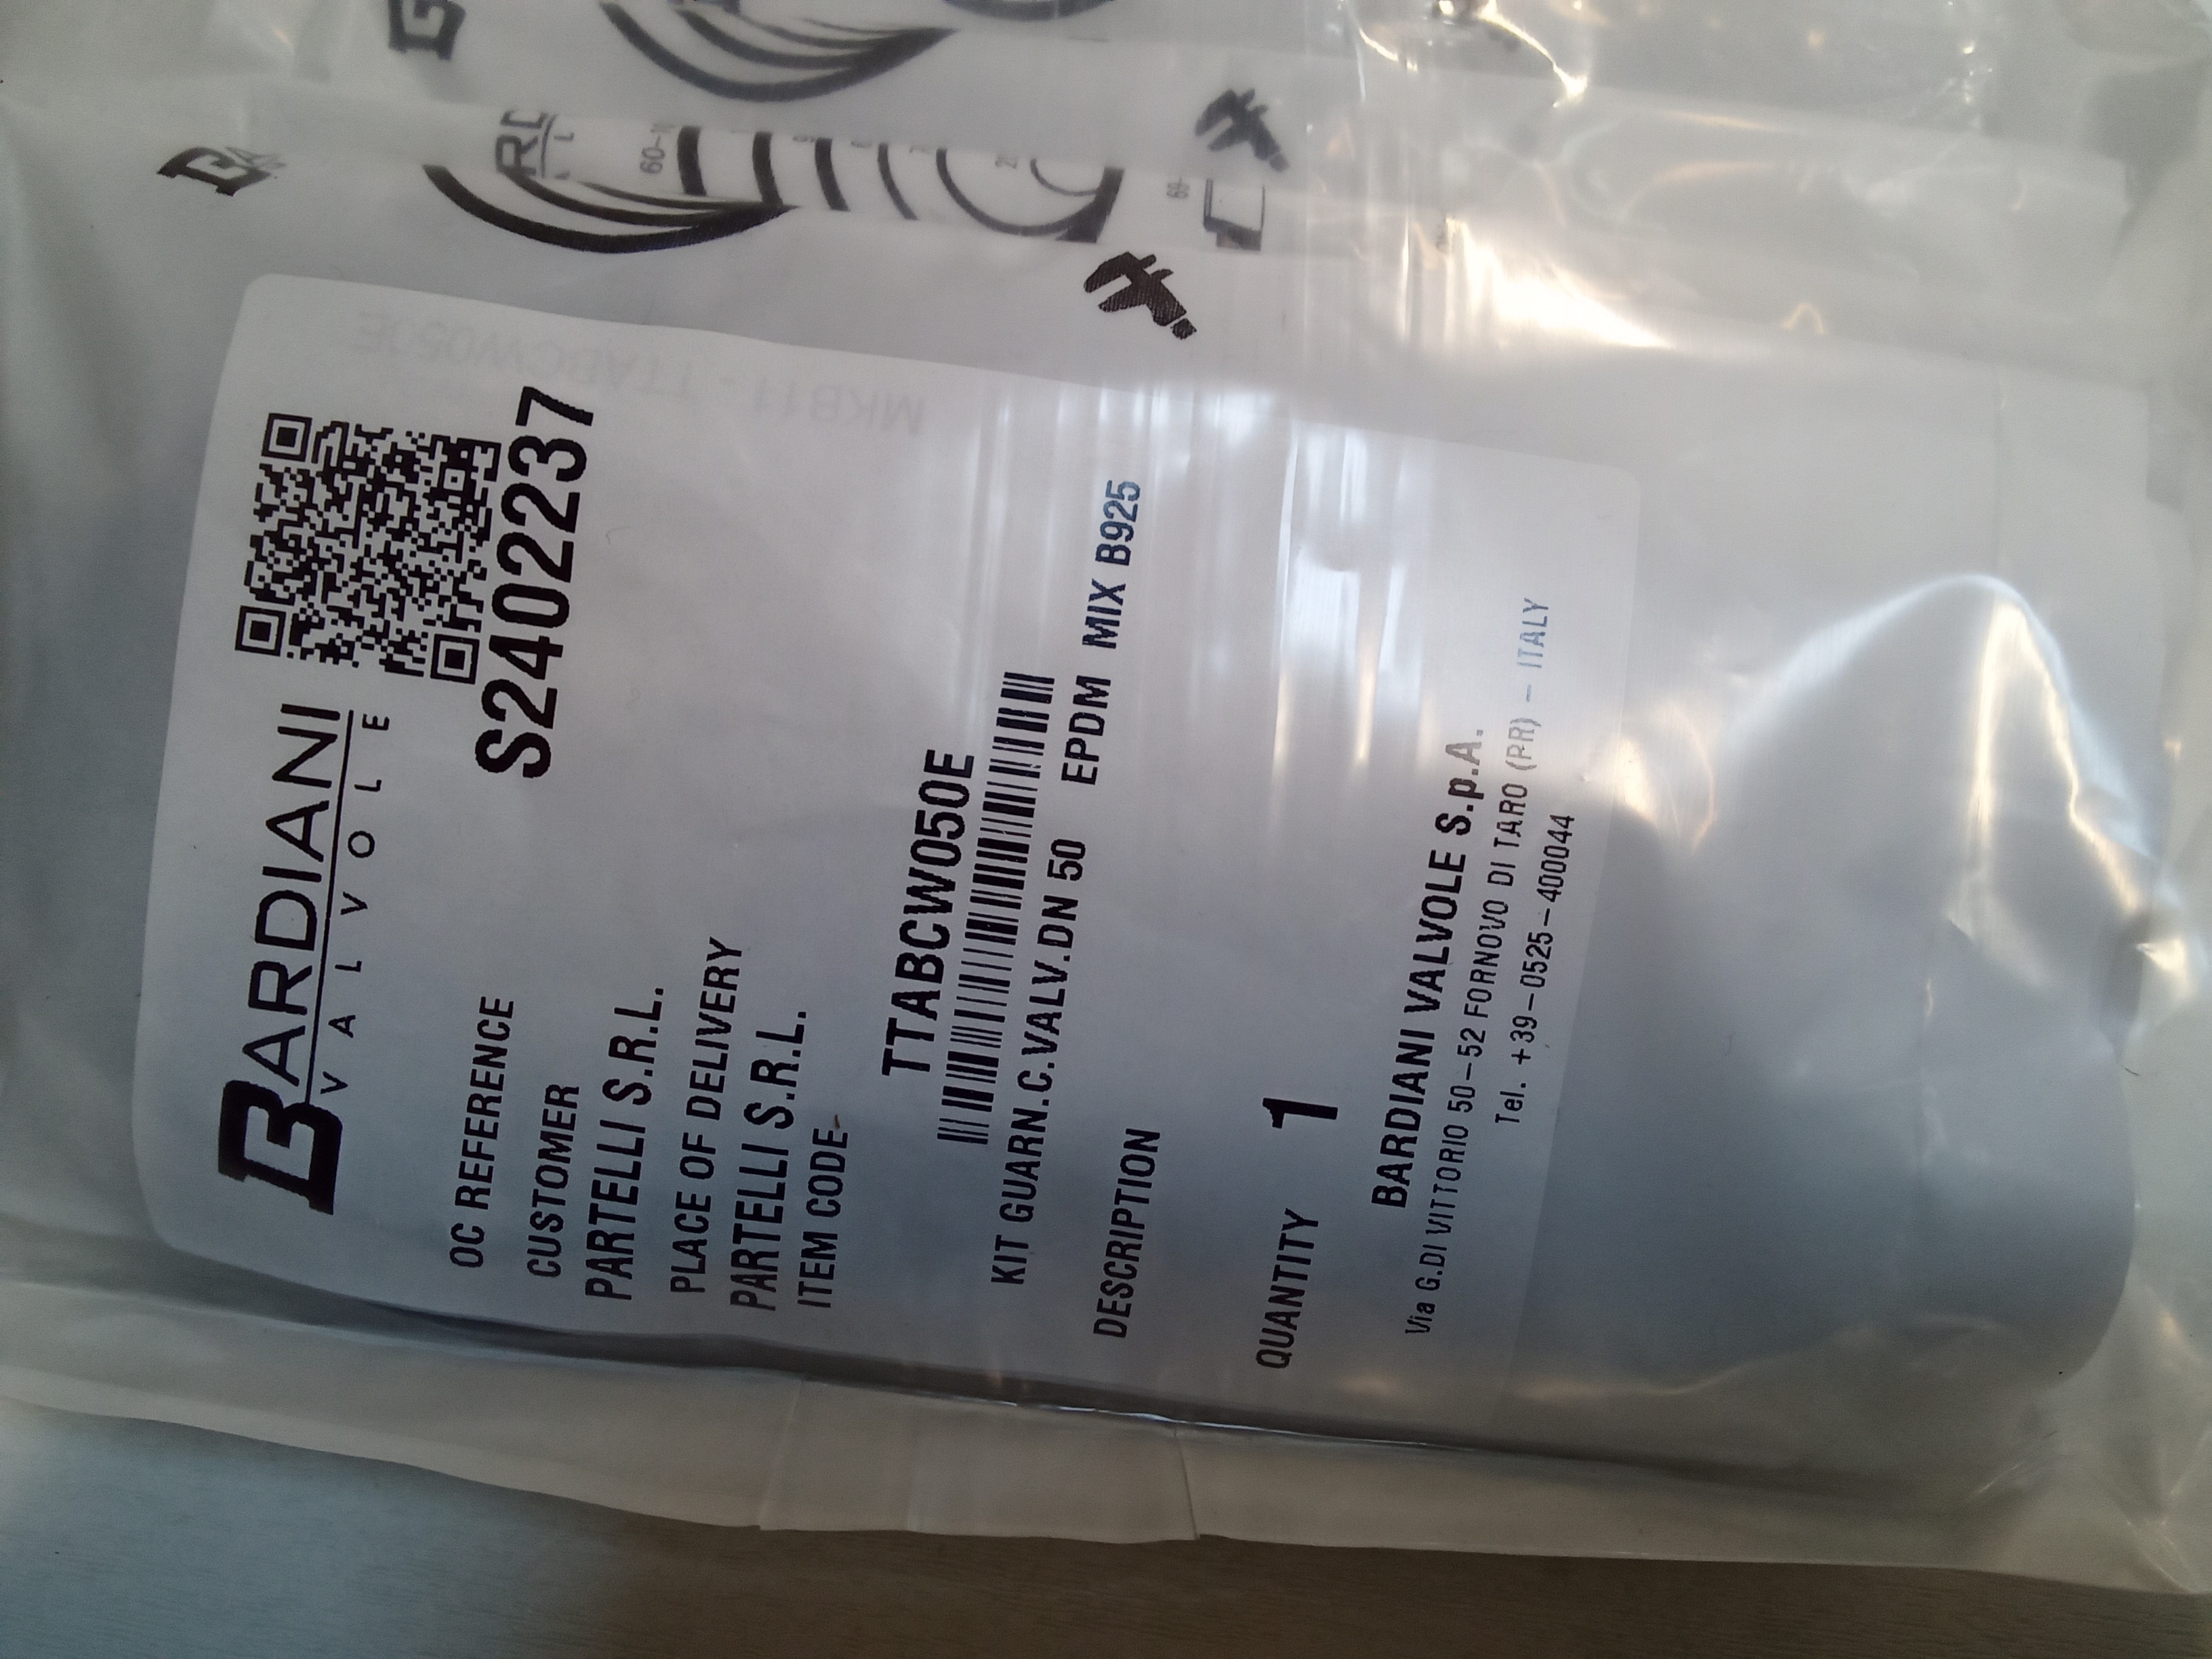 BARDIANI
VALVOLE
OC REFERENCE
S2402237
CUSTOMER
PARTELLI S.R.L.
PLACE OF DELIVERY
PARTELLI S.R.L.
ITEM CODE
TTABCW050E
KIT GUARN.C.VALV.DN 50 EPDM MIX B925
DESCRIPTION
QUANTITY 1
BARDIANI VALVOLE S.p.A.
Via G.DI VITTORIO 50-52 FORNOVO DI TARO (PR) - ITALY
Tel. +39-0525-400044
MKB11 - TTABCW050E